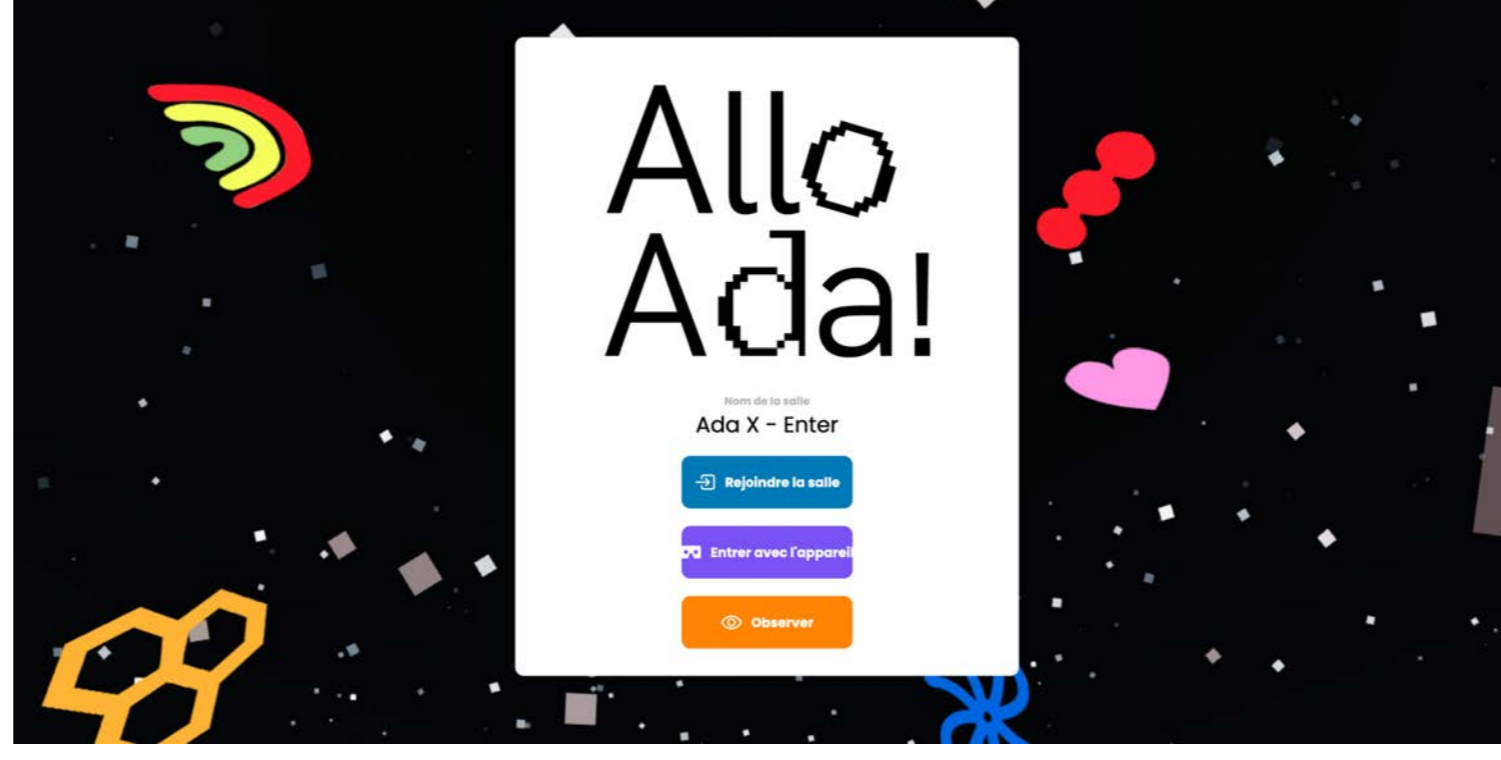 Allo
Ada!
Nom de la salle
Ada X - Enter
Rejoindre la salle
Entrer avec l'appareil
Observer